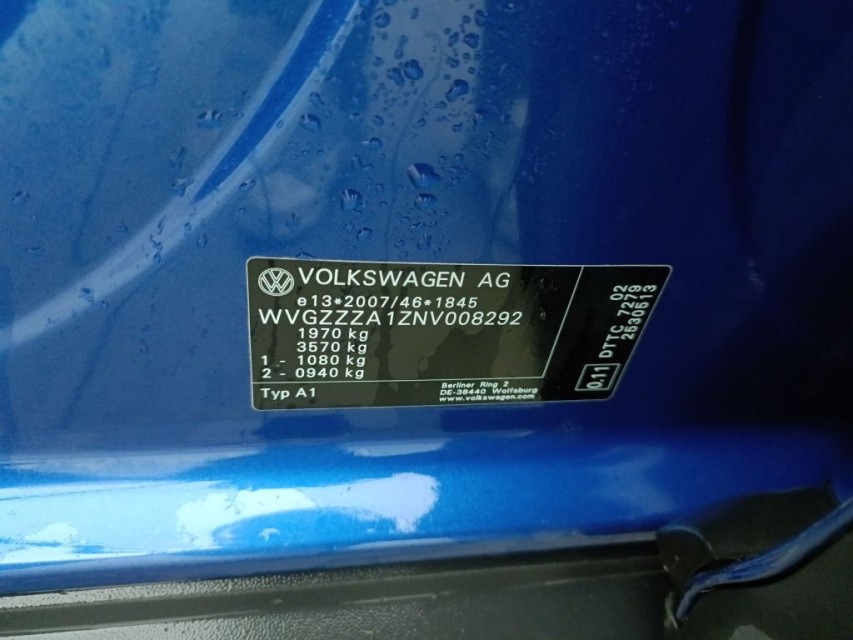 VOLKSWAGEN AG
e13*2007/46*1845
WVGZZZA1ZNV008292
1970 kg
3570 kg
1 - 1080 kg
2 - 0940 kg
Typ A1
Berliner Ring 2
DE-38440 Wolfsburg
www.volkswagen.com
0.11
DTTC 7279 02
2630613